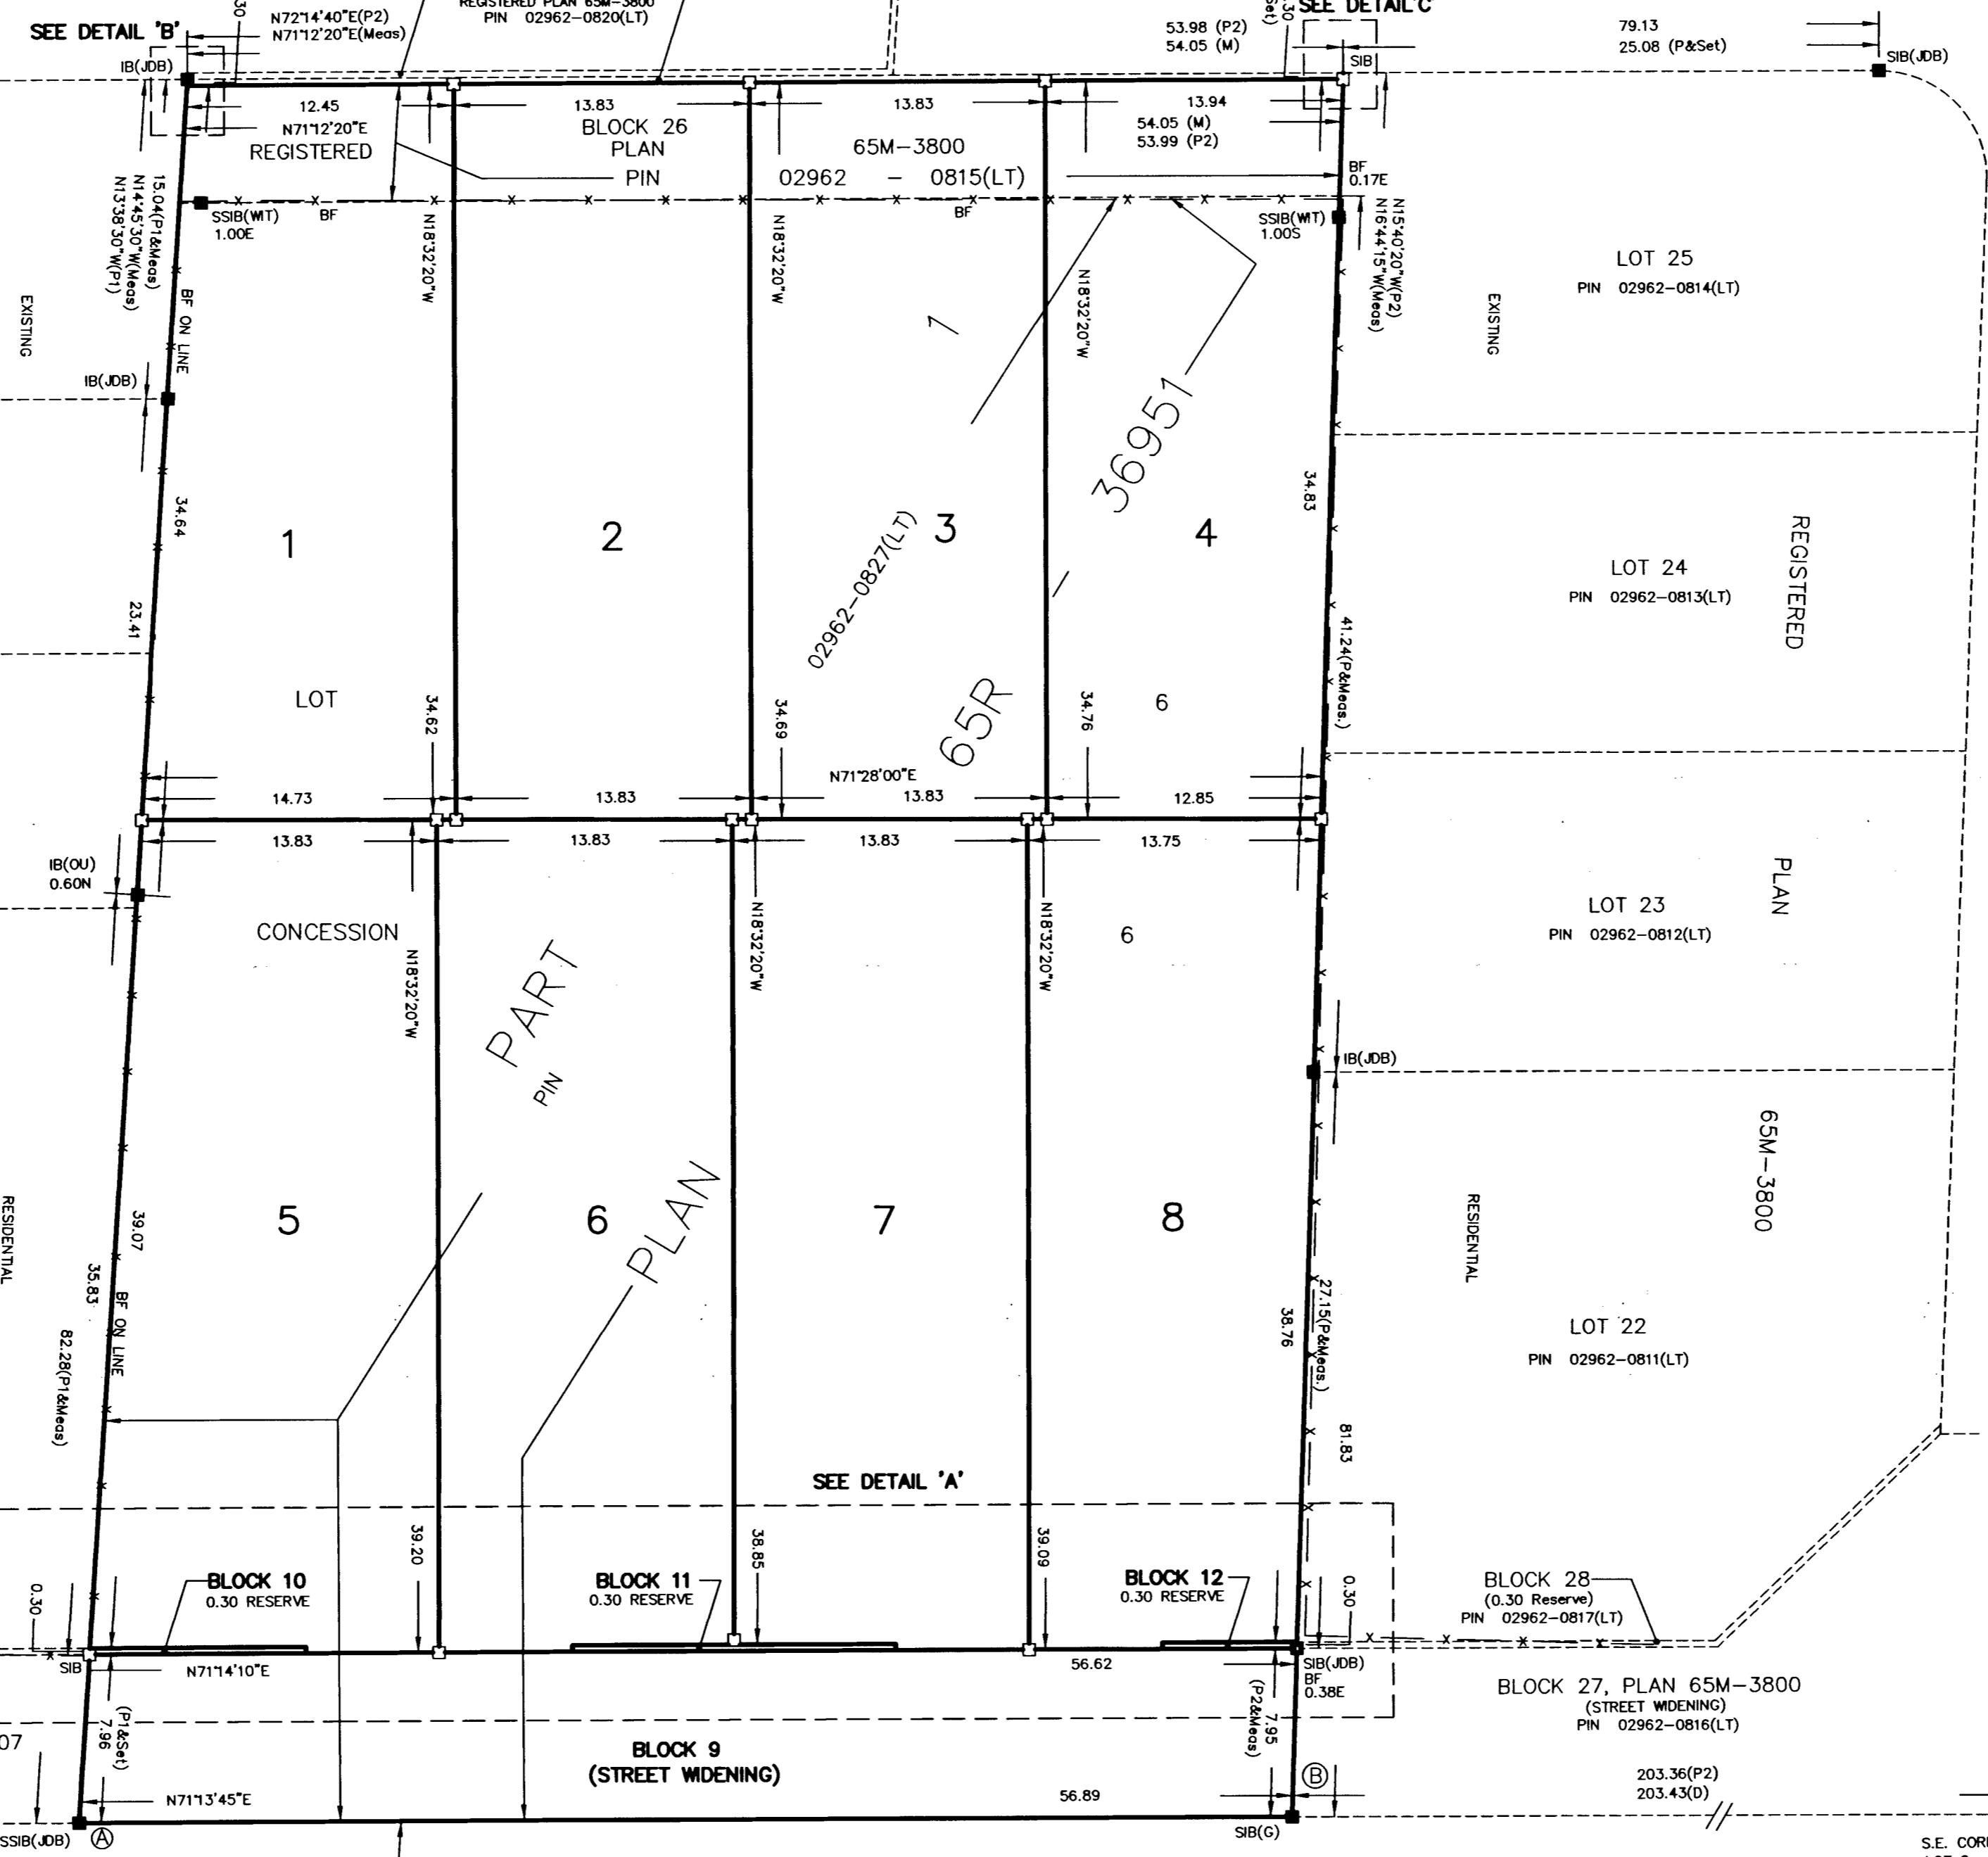 SEE DETAIL 'B'
N72°14'40"E(P2)
N71°12'20"E(Meas)
REGISTERED PLAN 65M-3800
PIN 02962-0820(LT)
SEE DETAIL 'C'
53.98 (P2)
54.05 (M)
79.13
25.08 (P&Set)
IB(JDB)
SIB
SIB(JDB)
12.45
13.83
13.83
13.94
N71°12'20"E
REGISTERED
BLOCK 26
PLAN
65M-3800
54.05 (M)
53.99 (P2)
PIN 02962 - 0815(LT)
BF
0.17E
SSIB(WIT)
1.00E
BF
BF
SSIB(WIT)
1.00S
15.04(P1&Meas)
N14°45'30"W(Meas)
N13°38'30"W(P1)
N18°32'20"W
N18°32'20"W
N18°32'20"W
N15°40'20"W(P2)
N16°44'15"W(Meas)
LOT 25
PIN 02962-0814(LT)
EXISTING
BF ON LINE
EXISTING
IB(JDB)
34.64
1
2
3
4
34.83
23.41
1
36951
-
02962-0827(LT)
65R
LOT
6
LOT 24
PIN 02962-0813(LT)
REGISTERED
41.24(P&Meas.)
34.62
34.69
34.76
N71°28'00"E
14.73
13.83
13.83
12.85
13.83
13.83
13.83
13.75
IB(OU)
0.60N
CONCESSION
6
N18°32'20"W
N18°32'20"W
N18°32'20"W
PART
PIN
PLAN
LOT 23
PIN 02962-0812(LT)
PLAN
IB(JDB)
65M-3800
RESIDENTIAL
39.07
35.83
BF ON LINE
82.28(P1&Meas)
5
6
7
8
38.76
27.15(P&Meas.)
81.83
RESIDENTIAL
LOT 22
PIN 02962-0811(LT)
SEE DETAIL 'A'
39.20
38.85
39.09
0.30
BLOCK 10
0.30 RESERVE
BLOCK 11
0.30 RESERVE
BLOCK 12
0.30 RESERVE
0.30
BLOCK 28
(0.30 Reserve)
PIN 02962-0817(LT)
SIB
N71°14'10"E
56.62
SIB(JDB)
BF
0.38E
BLOCK 27, PLAN 65M-3800
(STREET WIDENING)
PIN 02962-0816(LT)
(P1&Set)
7.96
(P2&Meas)
7.95
BLOCK 9
(STREET WIDENING)
N71°13'45"E
56.89
B
203.36(P2)
203.43(D)
SSIB(JDB)
A
SIB(G)
S.E.